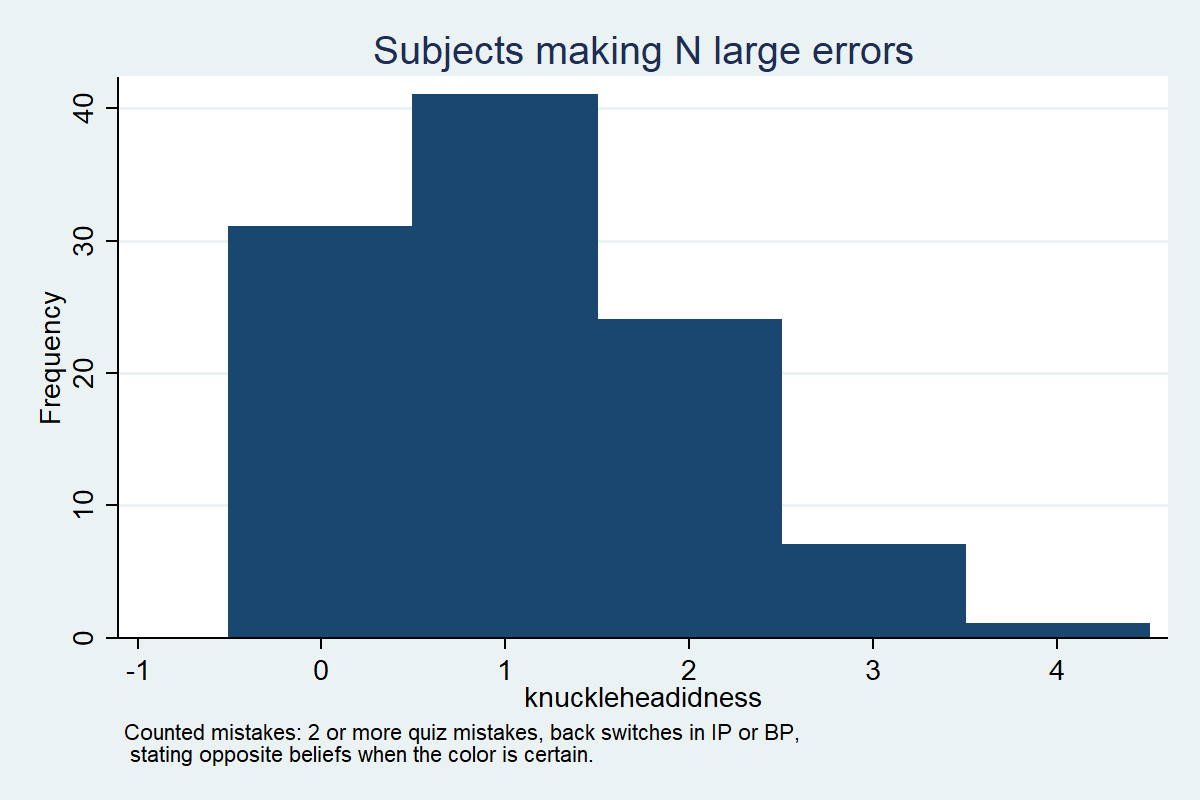 Subjects making N large errors
40
30
20
10
0
Frequency
-1 0 1 2 3 4
knuckleheadidness
Counted mistakes: 2 or more quiz mistakes, back switches in IP or BP,
stating opposite beliefs when the color is certain.